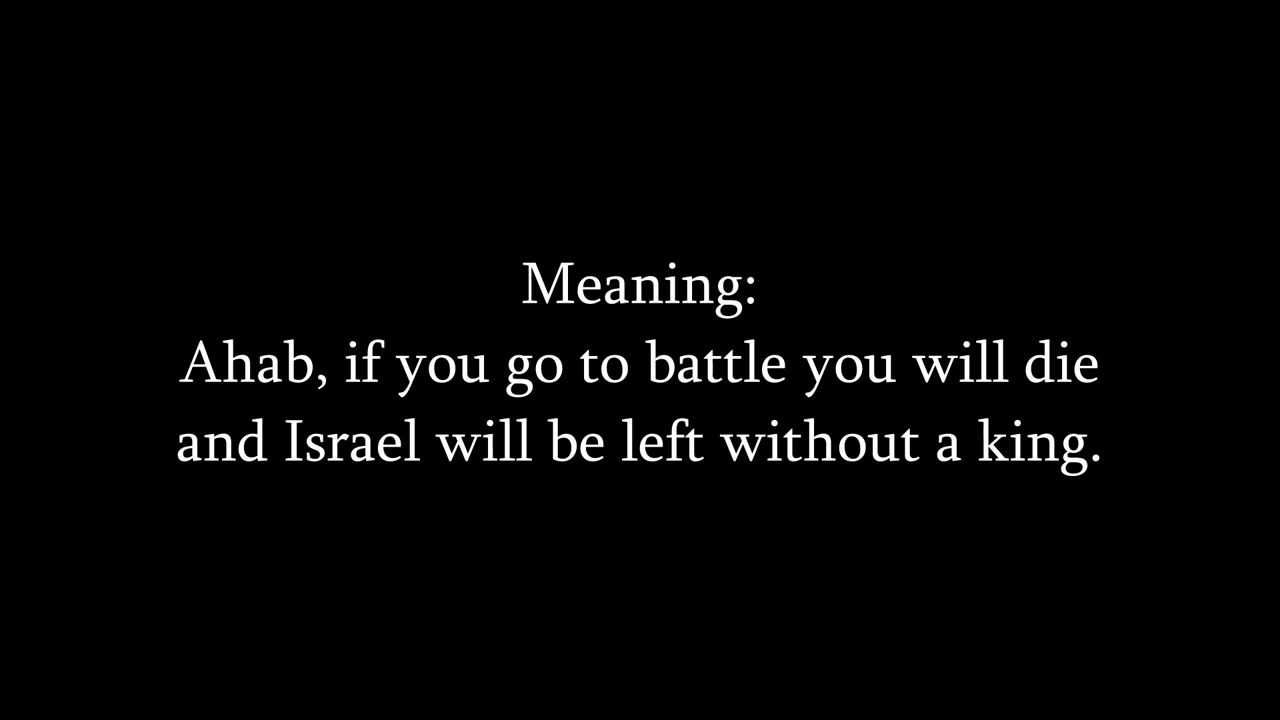 Meaning:
Ahab, if you go to battle you will die
and Israel will be left without a king.